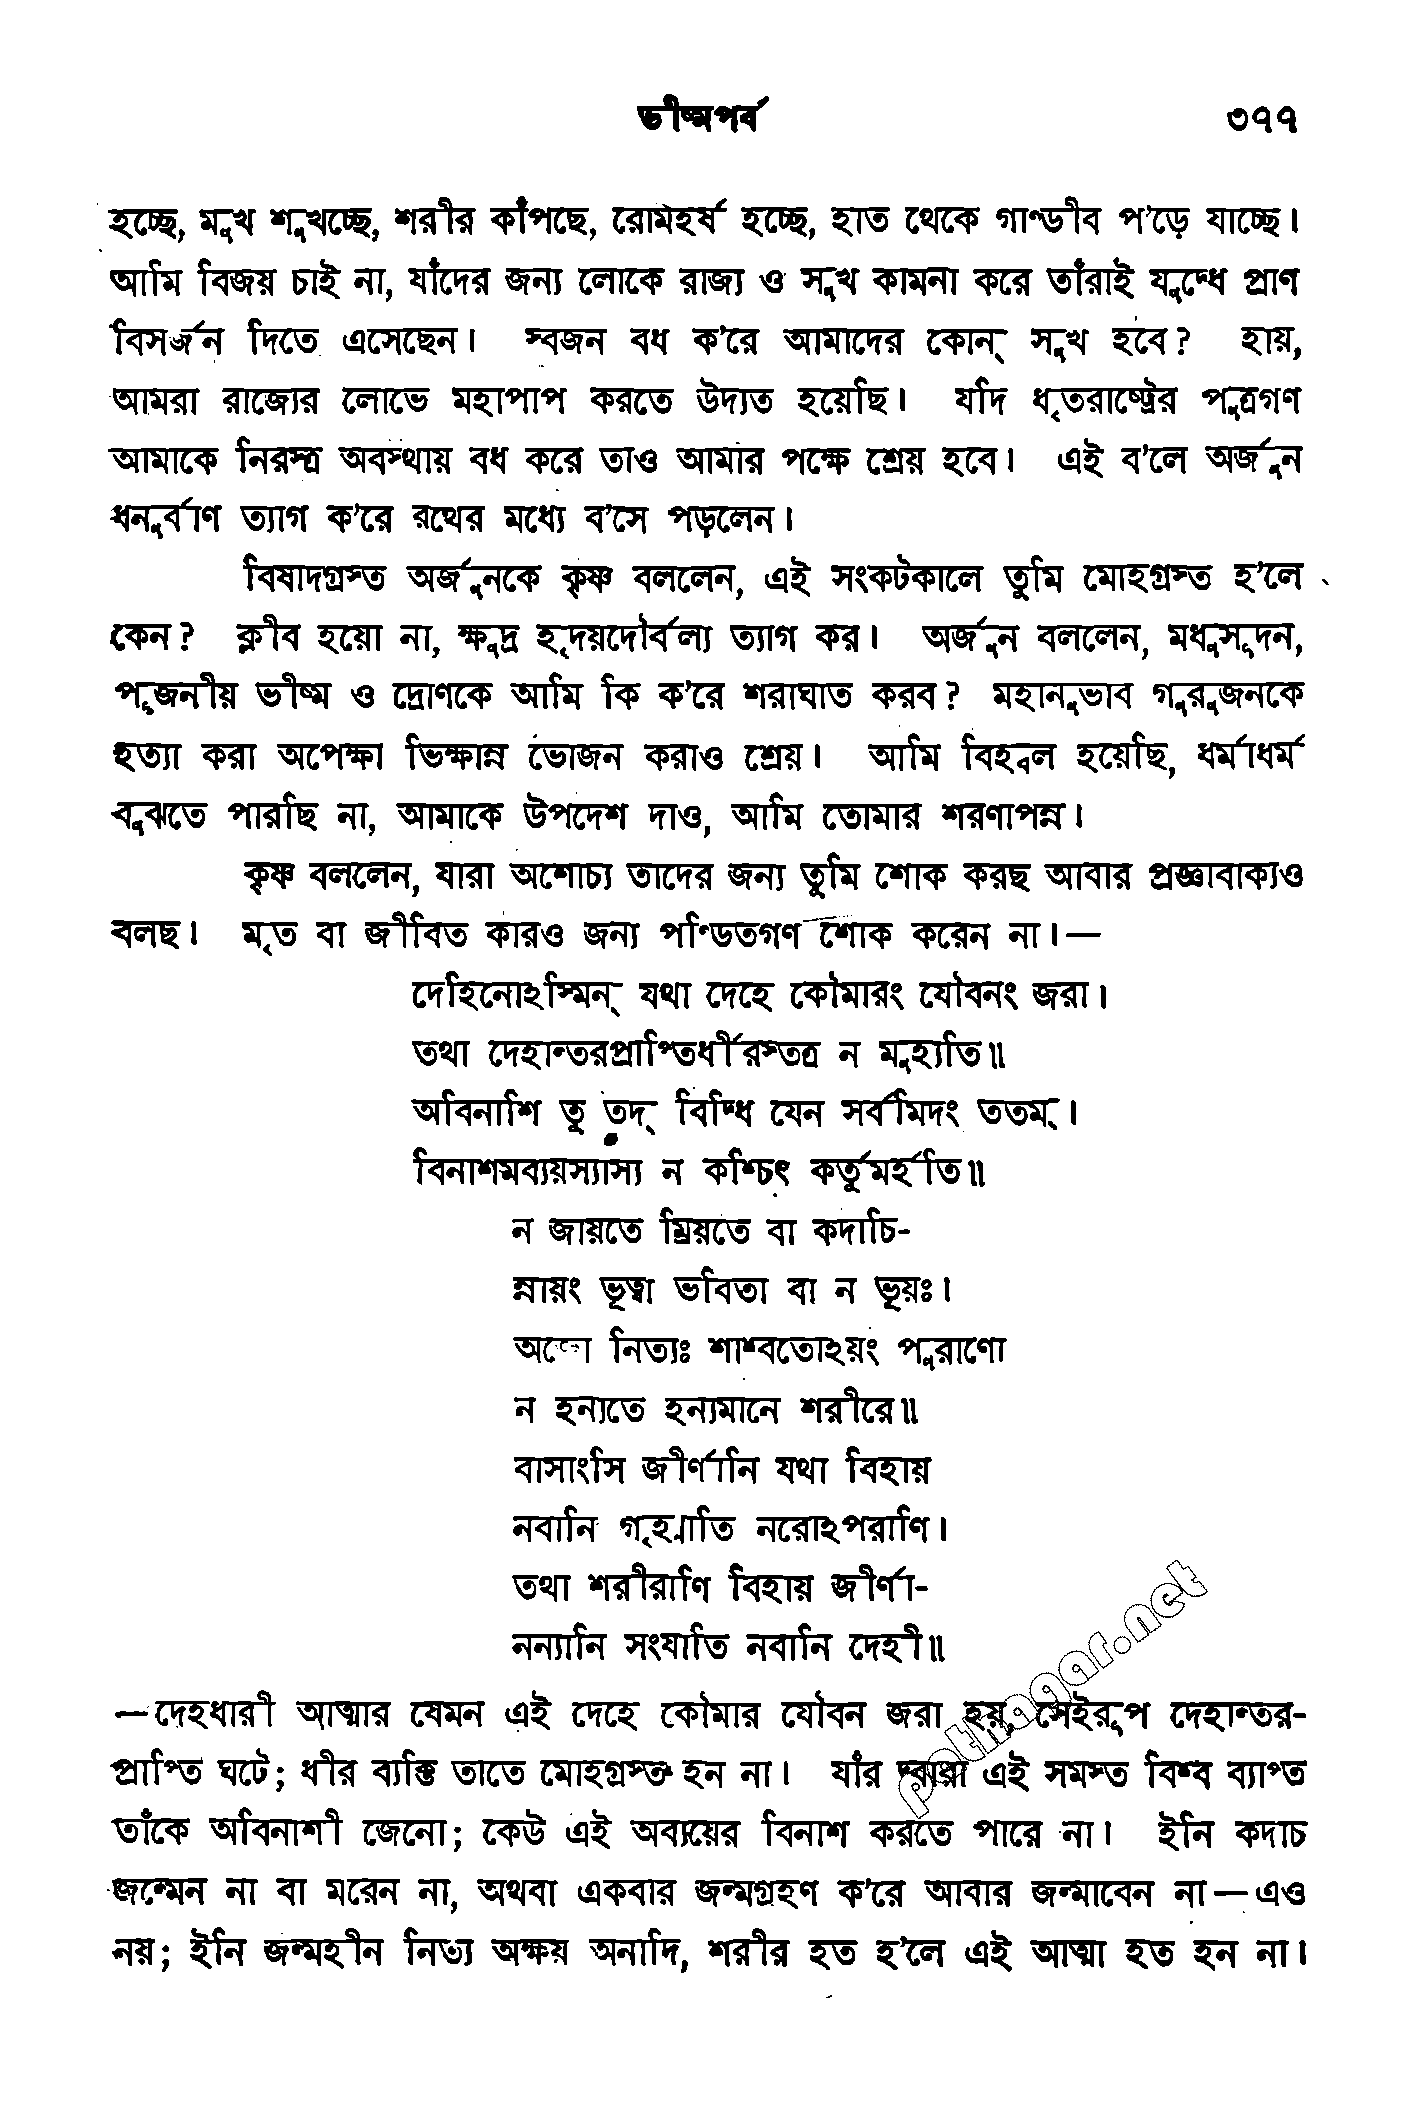 ভীষ্মপর্ব ৩৭৭
হচ্ছে, মুখ শুখচ্ছে, শরীর কাঁপছে, রোমহর্ষ হচ্ছে, হাত থেকে গাণ্ডীব প'ড়ে যাচ্ছে।
আমি বিজয় চাই না, যাঁদের জন্য লোকে রাজ্য ও সুখ কামনা করে তাঁরাই যুদ্ধে প্রাণ
বিসর্জন দিতে এসেছেন। স্বজন বধ ক'রে আমাদের কোন্ সুখ হবে? হায়,
আমরা রাজ্যের লোভে মহাপাপ করতে উদ্যত হয়েছি। যদি ধৃতরাষ্ট্রের পুত্রগণ
আমাকে নিরস্ত্র অবস্থায় বধ করে তাও আমার পক্ষে শ্রেয় হবে। এই ব'লে অর্জুন
ধনুর্বাণ ত্যাগ ক'রে রথের মধ্যে ব'সে পড়লেন।
বিষাদগ্রস্ত অর্জুনকে কৃষ্ণ বললেন, এই সংকটকালে তুমি মোহগ্রস্ত হ'লে
কেন? ক্লীব হয়ো না, ক্ষুদ্র হৃদয়দৌর্বল্য ত্যাগ কর। অর্জুন বললেন, মধুসূদন,
পূজনীয় ভীষ্ম ও দ্রোণকে আমি কি ক'রে শরাঘাত করব? মহানুভাব গুরুজনকে
হত্যা করা অপেক্ষা ভিক্ষান্ন ভোজন করাও শ্রেয়। আমি বিহ্বল হয়েছি, ধর্মাধর্ম
বুঝতে পারছি না, আমাকে উপদেশ দাও, আমি তোমার শরণাপন্ন।
কৃষ্ণ বললেন, যারা অশোচ্য তাদের জন্য তুমি শোক করছ আবার প্রজ্ঞাবাক্যও
বলছ। মৃত বা জীবিত কারও জন্য পণ্ডিতগণ শোক করেন না।—
দেহিনোঽস্মিন্ যথা দেহে কৌমারং যৌবনং জরা।
তথা দেহান্তরপ্রাপ্তির্ধীরস্তত্র ন মুহ্যতি॥
অবিনাশি তু তদ্ বিদ্ধি যেন সর্বমিদং ততম্।
বিনাশমব্যয়স্যাস্য ন কশ্চিৎ কর্তুমর্হতি॥
ন জায়তে ম্রিয়তে বা কদাচি-
ন্নায়ং ভূত্বা ভবিতা বা ন ভূয়ঃ।
অজো নিত্যঃ শাশ্বতোঽয়ং পুরাণো
ন হন্যতে হন্যমানে শরীরে॥
বাসাংসি জীর্ণানি যথা বিহায়
নবানি গৃহ্ণাতি নরোঽপরাণি।
তথা শরীরাণি বিহায় জীর্ণা-
নন্যানি সংযাতি নবানি দেহী॥
—দেহধারী আত্মার যেমন এই দেহে কৌমার যৌবন জরা হয়, সেইরূপ দেহান্তর-
প্রাপ্তি ঘটে; ধীর ব্যক্তি তাতে মোহগ্রস্ত হন না। যাঁর দ্বারা এই সমস্ত বিশ্ব ব্যাপ্ত
তাঁকে অবিনাশী জেনো; কেউ এই অব্যয়ের বিনাশ করতে পারে না। ইনি কদাচ
জন্মেন না বা মরেন না, অথবা একবার জন্মগ্রহণ ক'রে আবার জন্মাবেন না—এও
নয়; ইনি জন্মহীন নিত্য অক্ষয় অনাদি, শরীর হত হ'লে এই আত্মা হত হন না।
pathagar.net